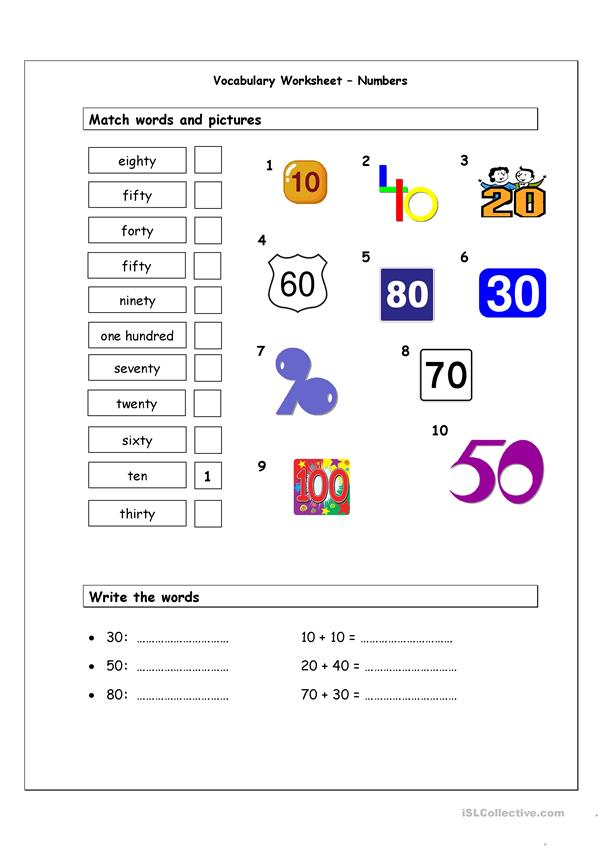 Vocabulary Worksheet – Numbers
Match words and pictures
eighty
fifty
forty
fifty
ninety
one hundred
seventy
twenty
sixty
ten 1
thirty
1 10
2 40
3 20
4 60
5 80
6 30
7 90
8 70
9 100
10 50
Write the words
• 30: ................................
• 50: ................................
• 80: ................................
10 + 10 = ................................
20 + 40 = ................................
70 + 30 = ................................
iSLCollective.com